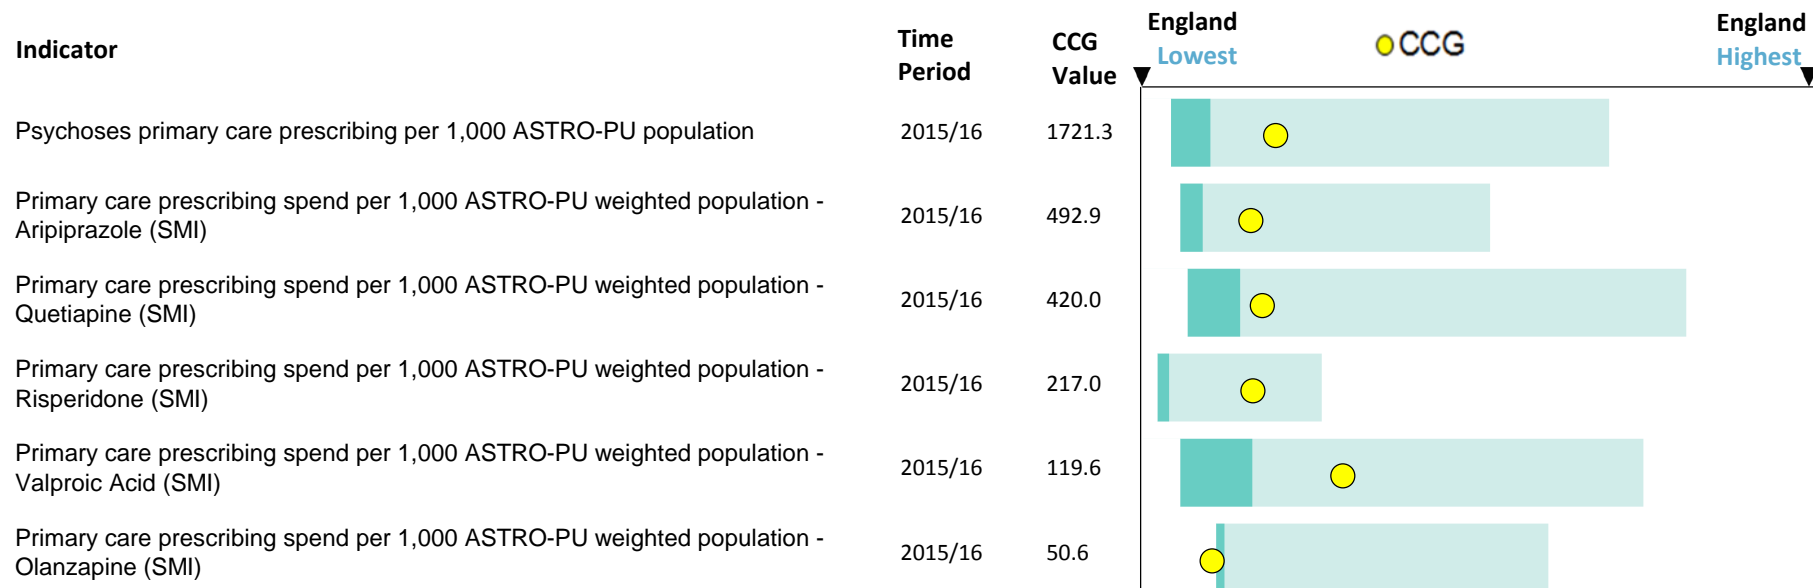 Indicator
Time
Period
CCG
Value
England
Lowest
CCG
England
Highest
Psychoses primary care prescribing per 1,000 ASTRO-PU population
2015/16
1721.3
Primary care prescribing spend per 1,000 ASTRO-PU weighted population -
Aripiprazole (SMI)
2015/16
492.9
Primary care prescribing spend per 1,000 ASTRO-PU weighted population -
Quetiapine (SMI)
2015/16
420.0
Primary care prescribing spend per 1,000 ASTRO-PU weighted population -
Risperidone (SMI)
2015/16
217.0
Primary care prescribing spend per 1,000 ASTRO-PU weighted population -
Valproic Acid (SMI)
2015/16
119.6
Primary care prescribing spend per 1,000 ASTRO-PU weighted population -
Olanzapine (SMI)
2015/16
50.6